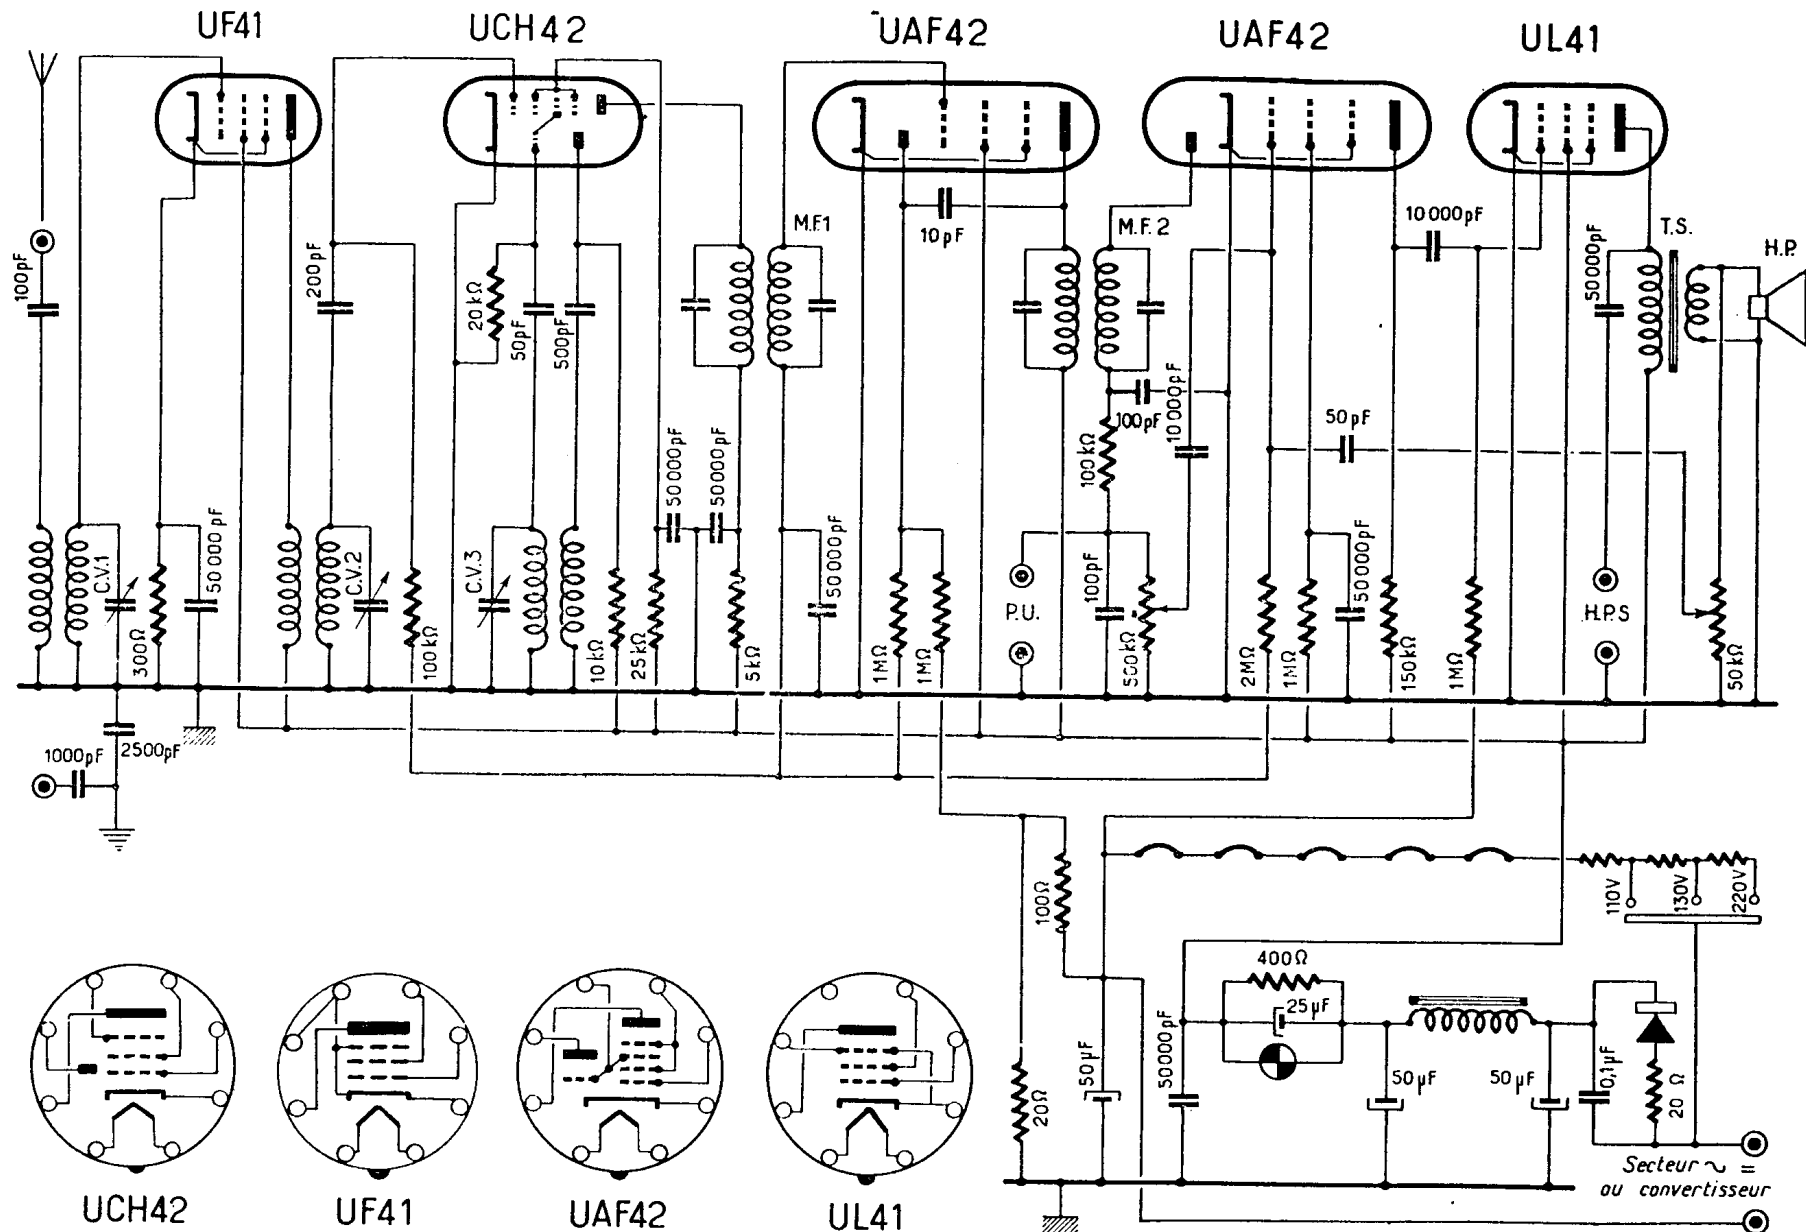 UF41
UCH42
UAF42
UAF42
UL41
100pF
200pF
20kΩ
50pF
500pF
M.F.1
10pF
M.F.2
10000pF
T.S.
H.P.
50000pF
100pF
10000pF
50pF
100kΩ
50000pF
50000pF
C.V.1
300Ω
50000pF
C.V.2
100kΩ
C.V.3
10kΩ
25kΩ
5kΩ
50000pF
1MΩ
1MΩ
P.U.
100pF
500kΩ
2MΩ
1MΩ
50000pF
150kΩ
1MΩ
H.P.S
50kΩ
1000pF
2500pF
100Ω
110V
130V
220V
400Ω
25µF
20Ω
50µF
50000pF
50µF
50µF
0,1µF
20Ω
Secteur ~ =
ou convertisseur
UCH42
UF41
UAF42
UL41